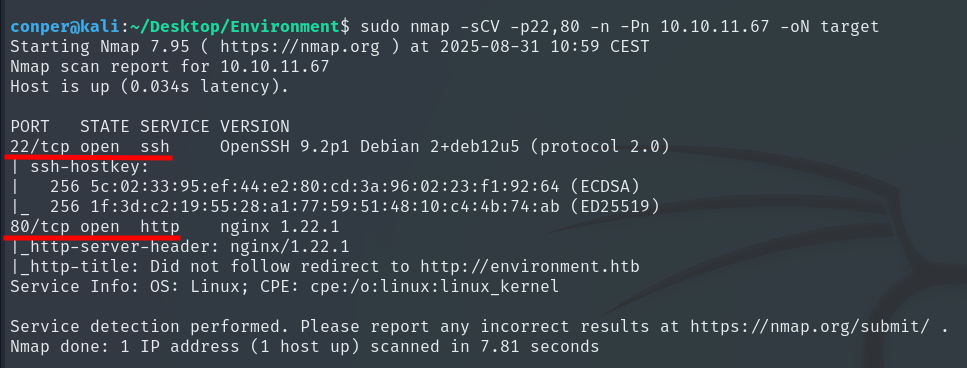 conper@kali:~/Desktop/Environment$ sudo nmap -sCV -p22,80 -n -Pn 10.10.11.67 -oN target
Starting Nmap 7.95 ( https://nmap.org ) at 2025-08-31 10:59 CEST
Nmap scan report for 10.10.11.67
Host is up (0.034s latency).

PORT   STATE SERVICE VERSION
22/tcp open  ssh     OpenSSH 9.2p1 Debian 2+deb12u5 (protocol 2.0)
| ssh-hostkey:
|   256 5c:02:33:95:ef:44:e2:80:cd:3a:96:02:23:f1:92:64 (ECDSA)
|_  256 1f:3d:c2:19:55:28:a1:77:59:51:48:10:c4:4b:74:ab (ED25519)
80/tcp open  http    nginx 1.22.1
|_http-server-header: nginx/1.22.1
|_http-title: Did not follow redirect to http://environment.htb
Service Info: OS: Linux; CPE: cpe:/o:linux:linux_kernel

Service detection performed. Please report any incorrect results at https://nmap.org/submit/ .
Nmap done: 1 IP address (1 host up) scanned in 7.81 seconds